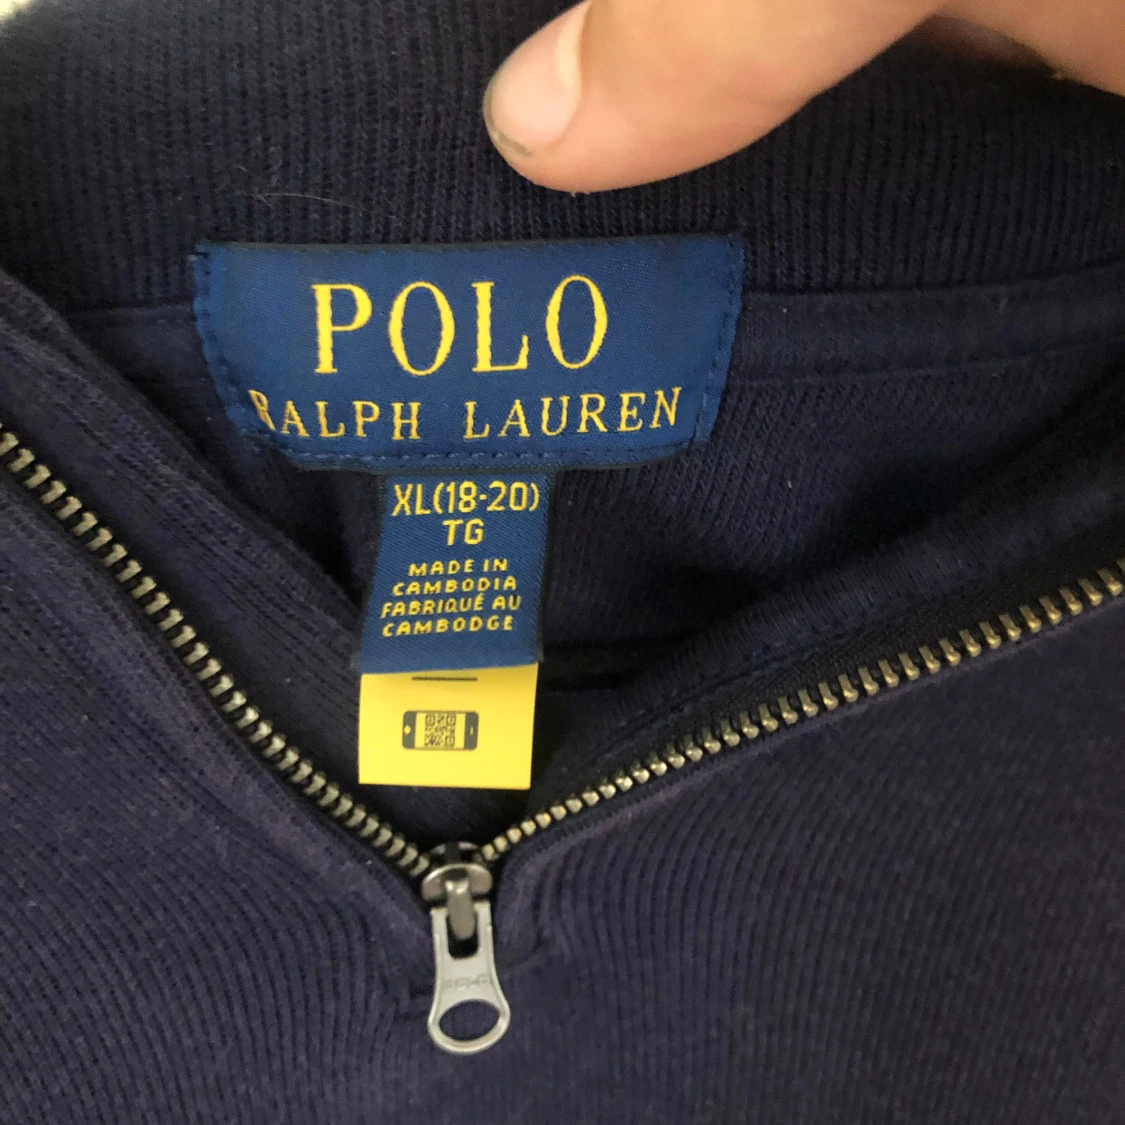 POLO
RALPH LAUREN
XL(18-20)
TG
MADE IN
CAMBODIA
FABRIQUÉ AU
CAMBODGE